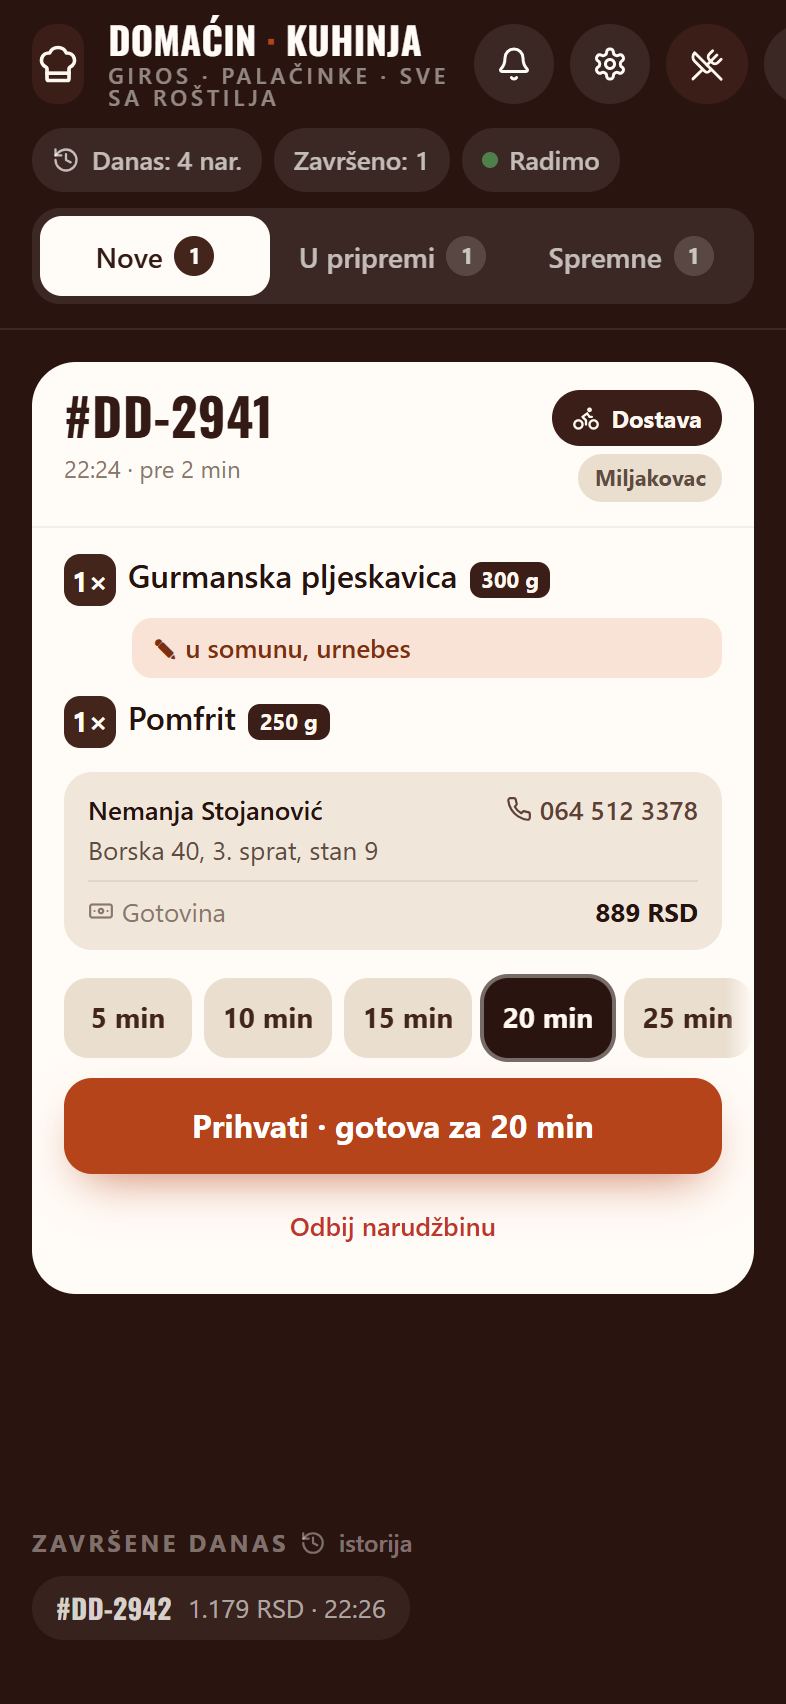 DOMAĆIN · KUHINJA
GIROS · PALAČINKE · SVE
SA ROŠTILJA
Danas: 4 nar.
Završeno: 1
Radimo
Nove 1
U pripremi 1
Spremne 1
#DD-2941
Dostava
22:24 · pre 2 min
Miljakovac
1× Gurmanska pljeskavica 300 g
u somunu, urnebes
1× Pomfrit 250 g
Nemanja Stojanović
064 512 3378
Borska 40, 3. sprat, stan 9
Gotovina
889 RSD
5 min
10 min
15 min
20 min
25 min
Prihvati · gotova za 20 min
Odbij narudžbinu
ZAVRŠENE DANAS
istorija
#DD-2942 1.179 RSD · 22:26